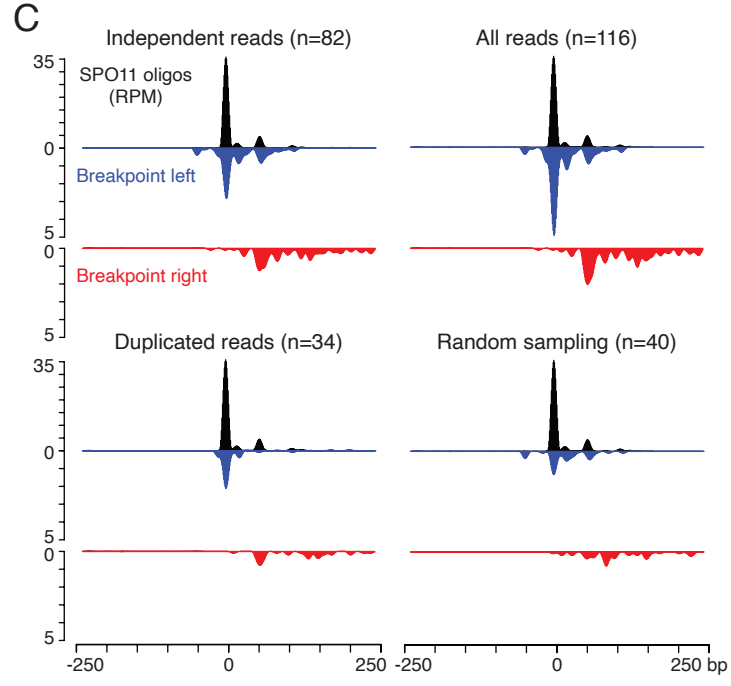 C
Independent reads (n=82)
All reads (n=116)
35
SPO11 oligos
(RPM)
0
Breakpoint left
5
0
Breakpoint right
5
Duplicated reads (n=34)
Random sampling (n=40)
35
0
5
0
5
-250 0 250 -250 0 250 bp